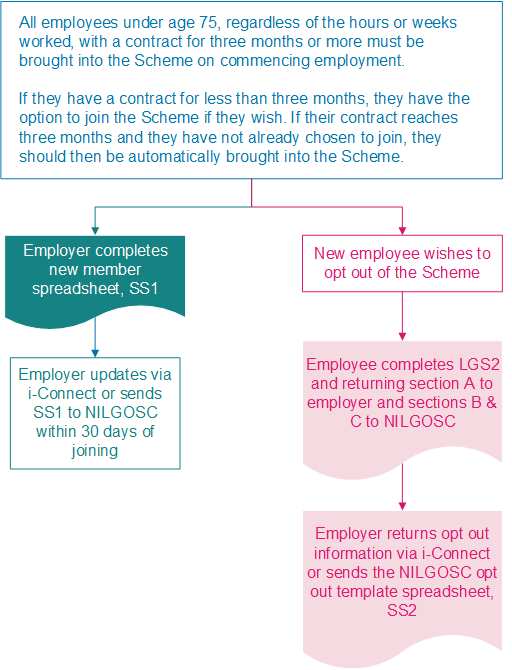 All employees under age 75, regardless of the hours or weeks
worked, with a contract for three months or more must be
brought into the Scheme on commencing employment.
If they have a contract for less than three months, they have the
option to join the Scheme if they wish. If their contract reaches
three months and they have not already chosen to join, they
should then be automatically brought into the Scheme.
Employer completes
new member
spreadsheet, SS1
Employer updates via
i-Connect or sends
SS1 to NILGOSC
within 30 days of
joining
New employee wishes to
opt out of the Scheme
Employee completes LGS2
and returning section A to
employer and sections B &
C to NILGOSC
Employer returns opt out
information via i-Connect
or sends the NILGOSC opt
out template spreadsheet,
SS2